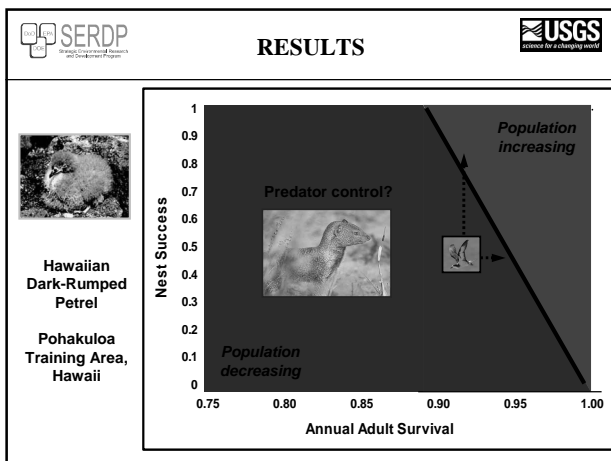 DoD
EPA
DOE
SERDP
Strategic Environmental Research
and Development Program
RESULTS
USGS
science for a changing world
Hawaiian
Dark-Rumped
Petrel
Pohakuloa
Training Area,
Hawaii
Nest Success
1
0.9
0.8
0.7
0.6
0.5
0.4
0.3
0.2
0.1
0
Population
increasing
Predator control?
Population
decreasing
0.75 0.80 0.85 0.90 0.95 1.00
Annual Adult Survival